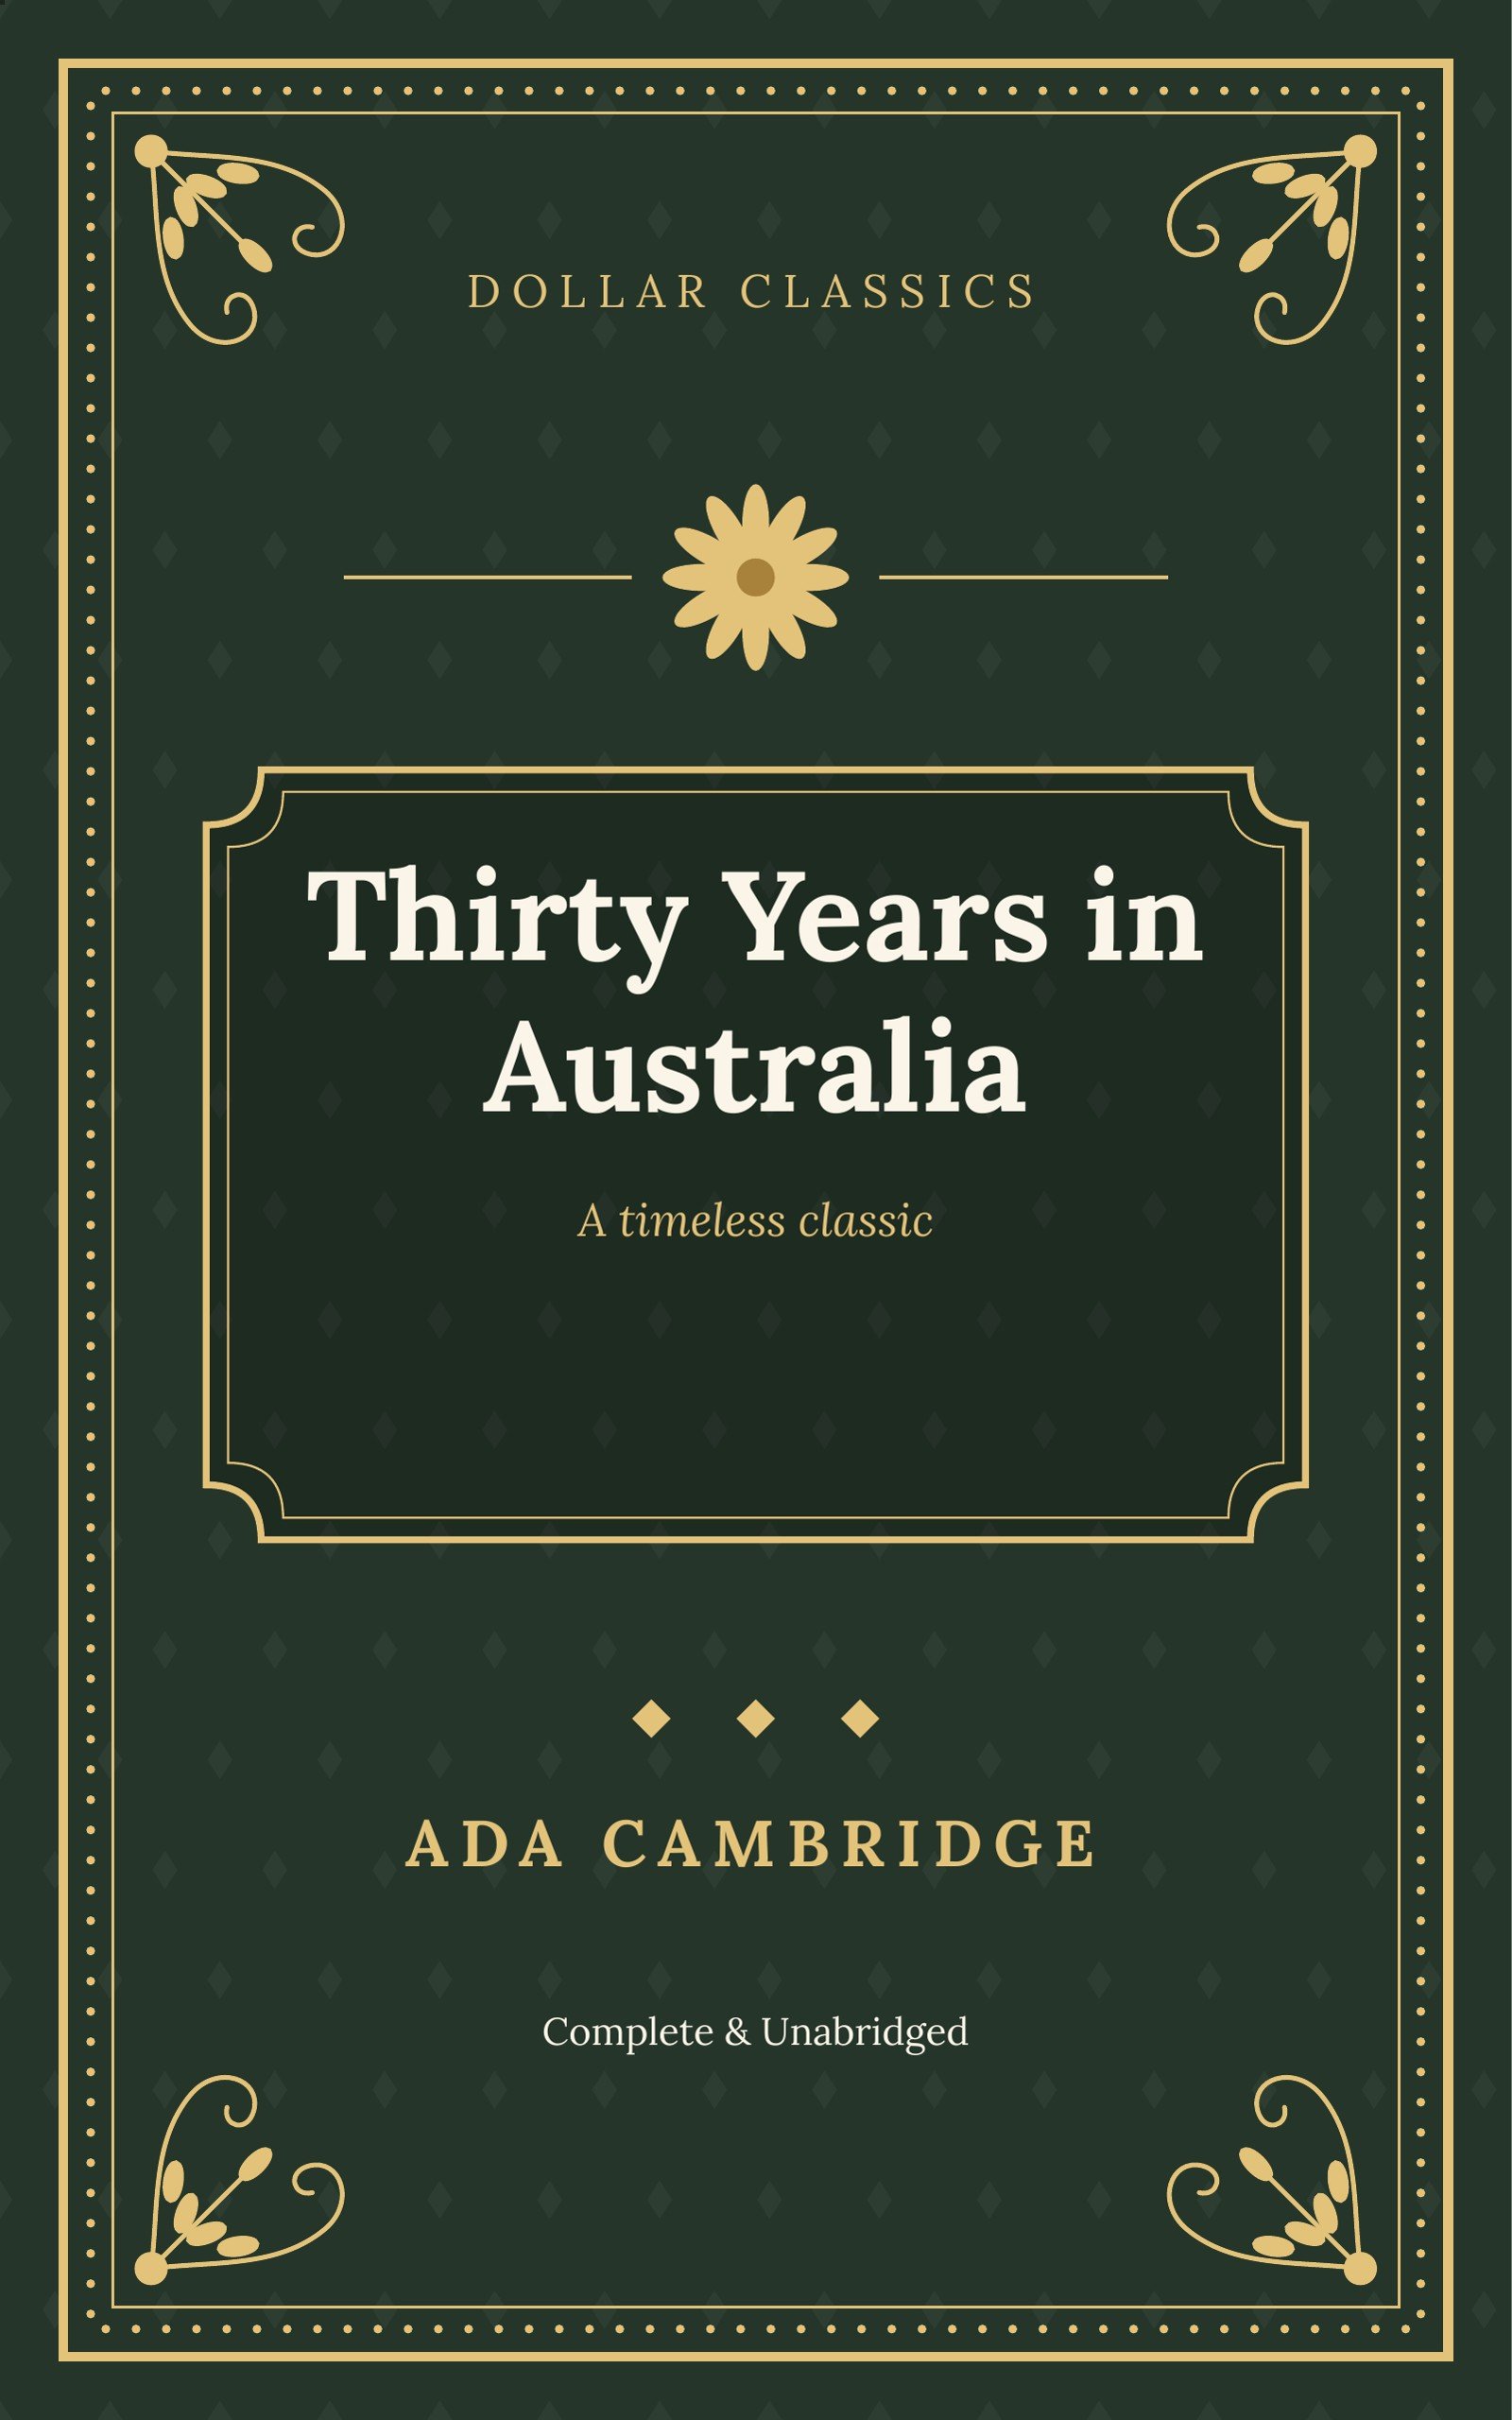 DOLLAR CLASSICS
Thirty Years in
Australia
A timeless classic
ADA CAMBRIDGE
Complete & Unabridged